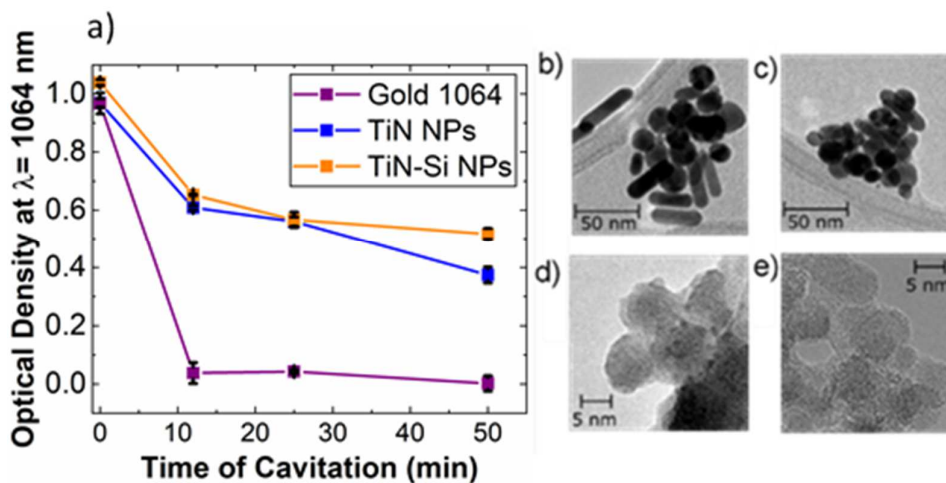 a)
Optical Density at λ= 1064 nm
1.0
0.8
0.6
0.4
0.2
0.0
0
10
20
30
40
50
Time of Cavitation (min)
Gold 1064
TiN NPs
TiN-Si NPs
b)
50 nm
c)
50 nm
d)
5 nm
e)
5 nm